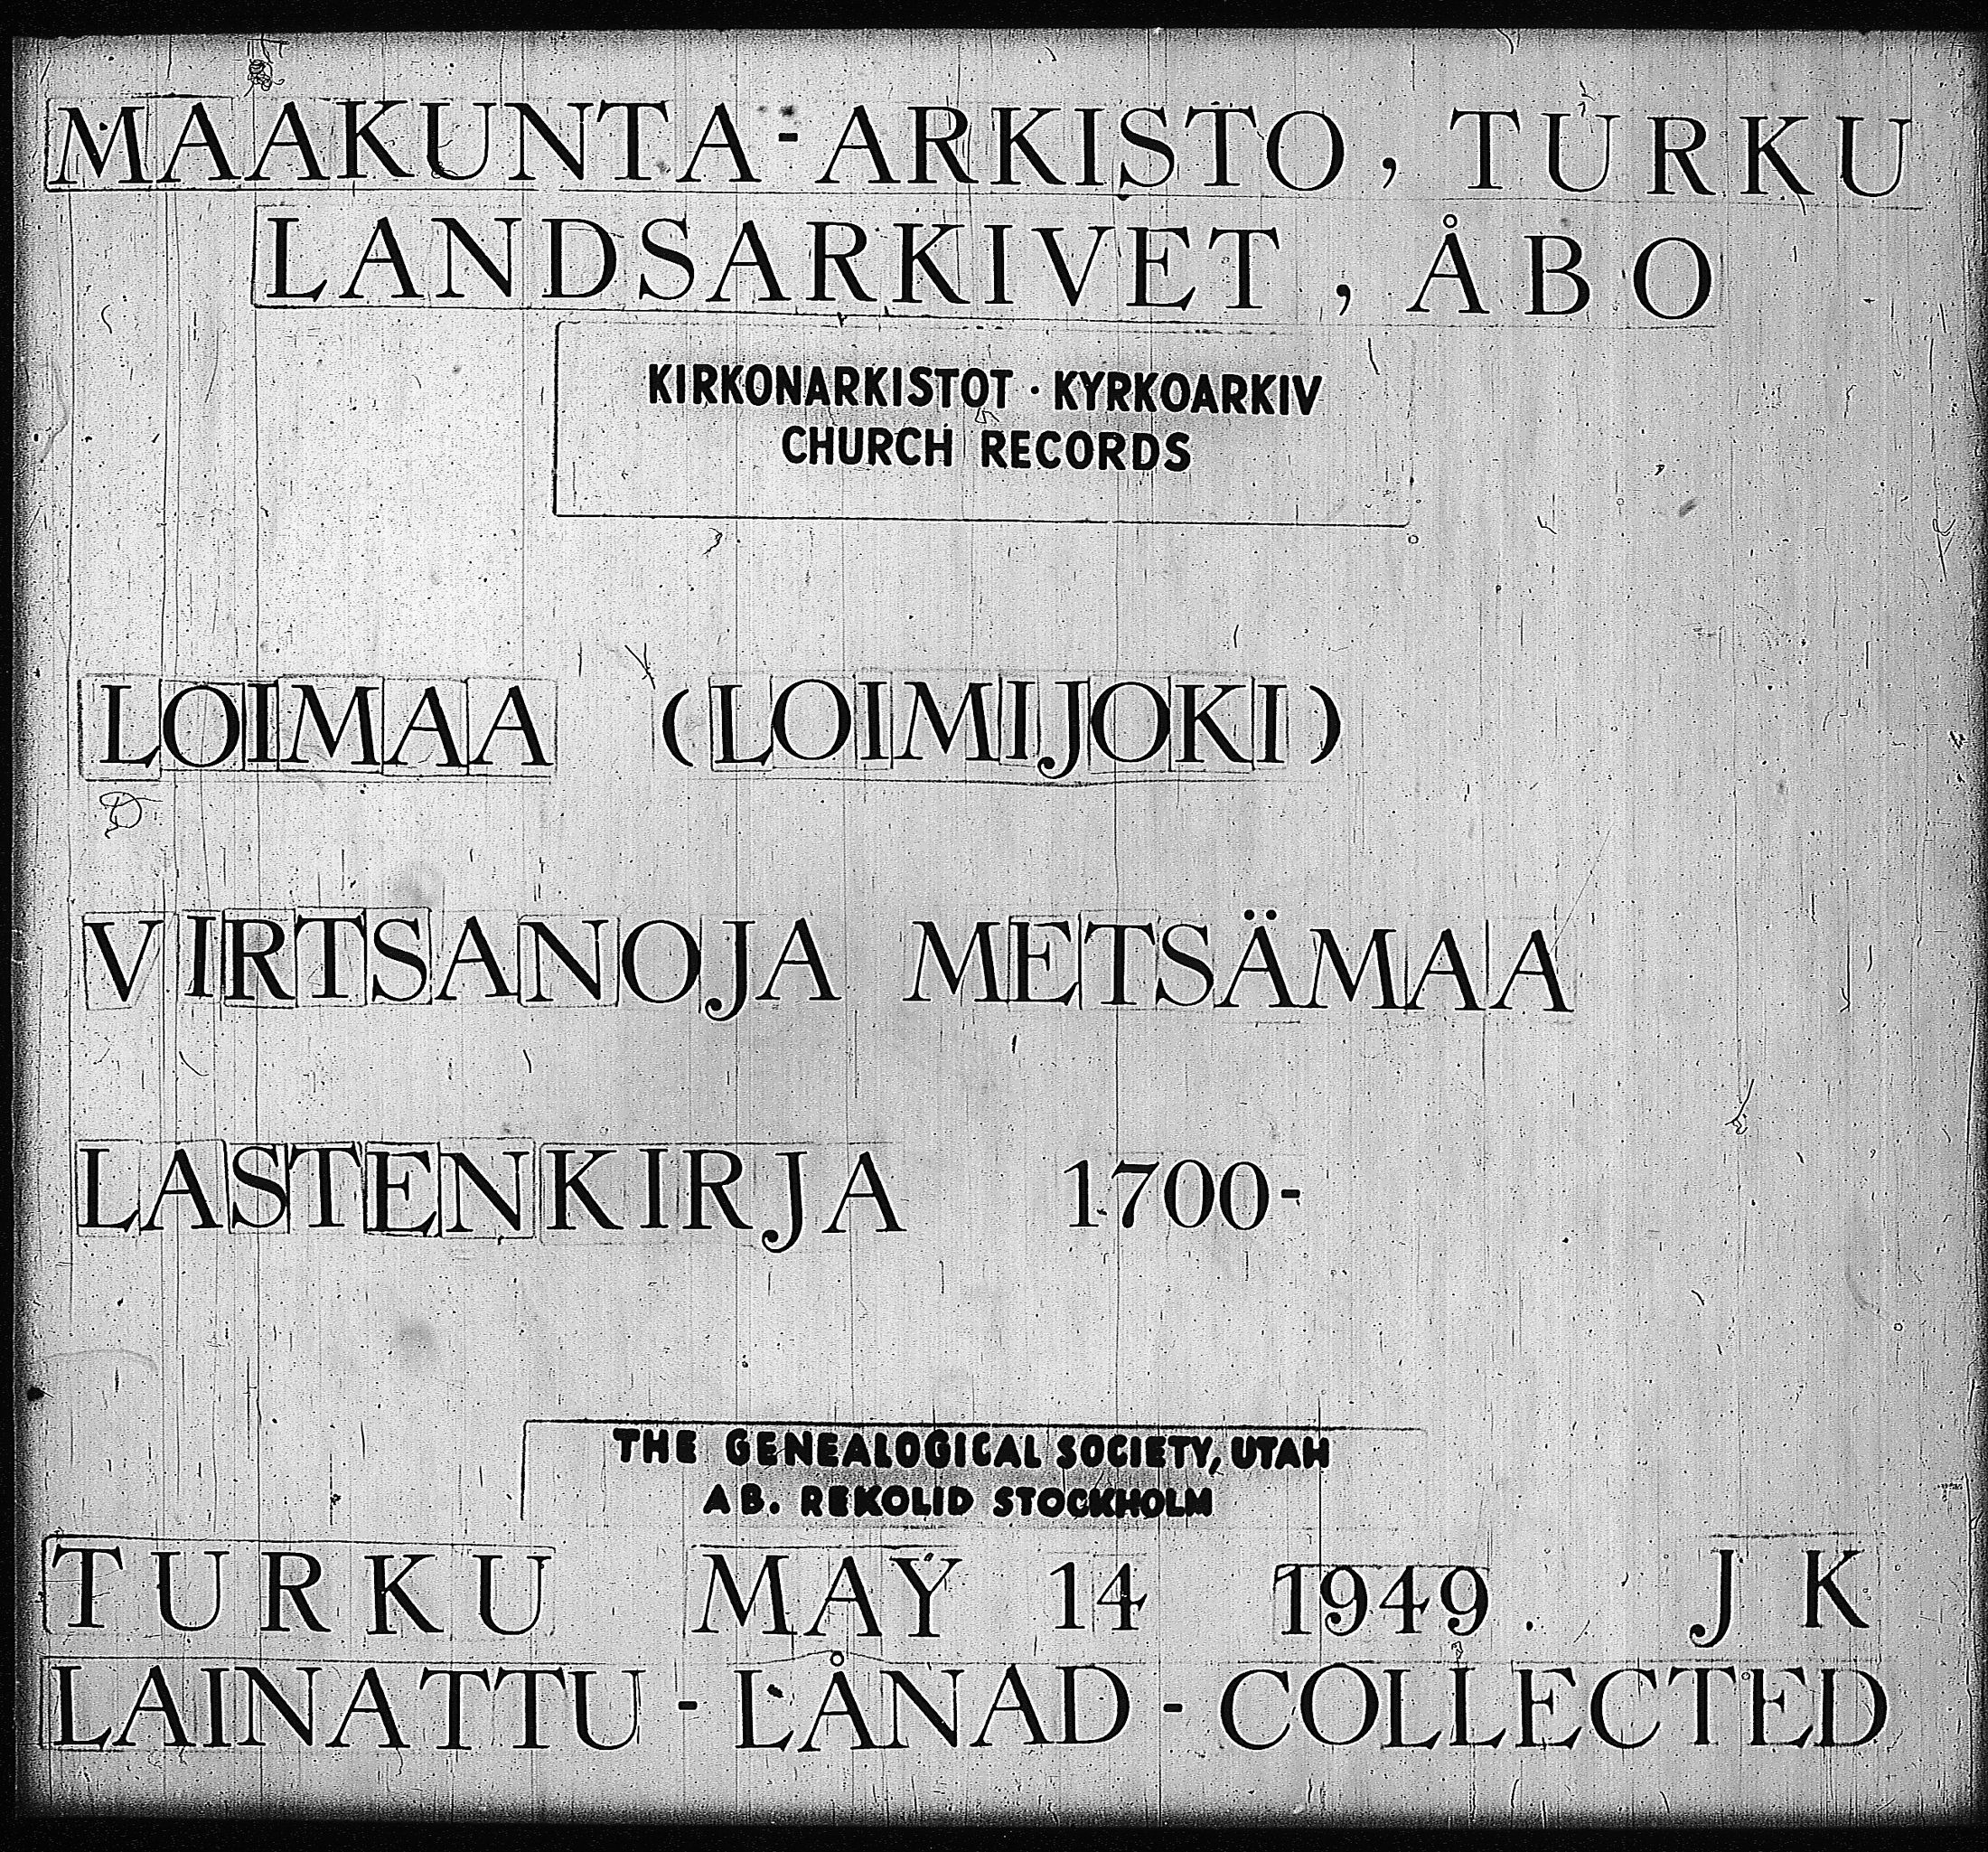 MAAKUNTA-ARKISTO, TURKU
LANDSARKIVET, ÅBO
KIRKONARKISTOT · KYRKOARKIV
CHURCH RECORDS
LOIMAA (LOIMIJOKI)
VIRTSANOJA METSÄMAA
LASTENKIRJA 1700-
THE GENEALOGICAL SOCIETY, UTAH
AB. REKOLID STOCKHOLM
TURKU MAY 14 1949. J K
LAINATTU - LÅNAD - COLLECTED